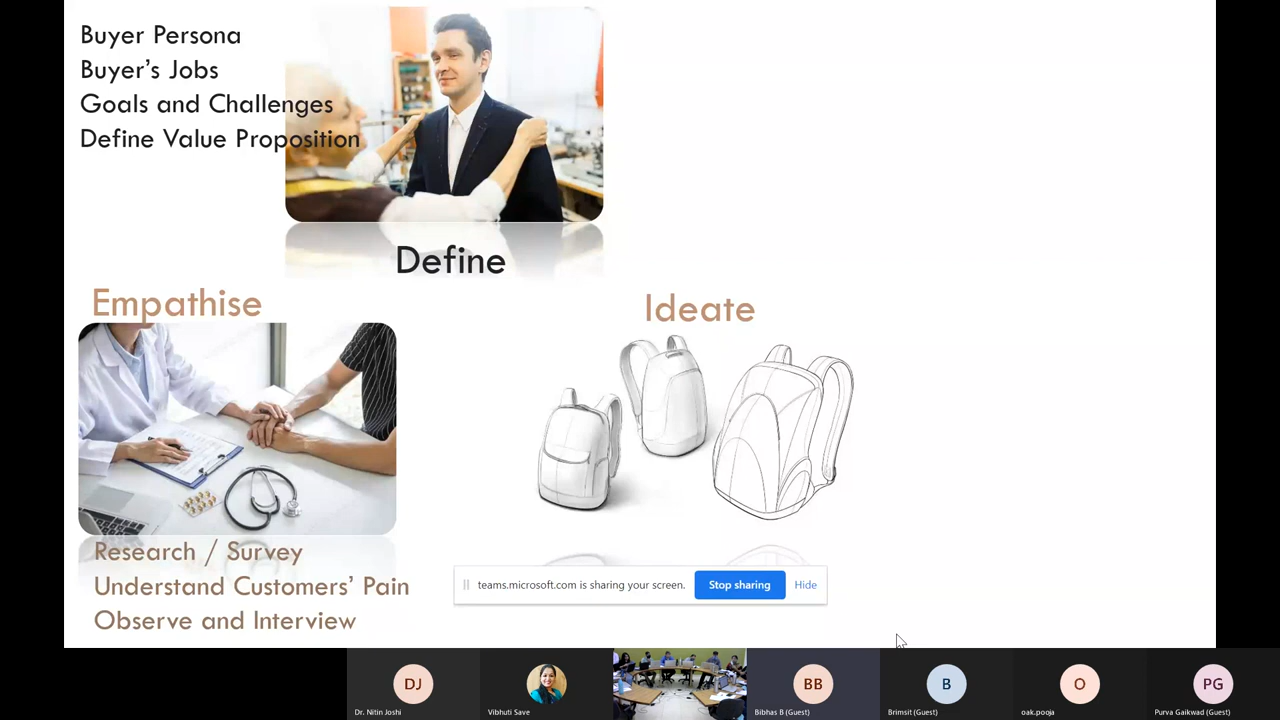 Buyer Persona
Buyer's Jobs
Goals and Challenges
Define Value Proposition
Define
Empathise
Ideate
Research / Survey
Understand Customers' Pain
Observe and Interview
teams.microsoft.com is sharing your screen.
Stop sharing
Hide
DJ
BB
B
O
PG
Dr. Nitin Joshi
Vibhuti Save
Bibhas B (Guest)
Brimsit (Guest)
oak.pooja
Purva Gaikwad (Guest)